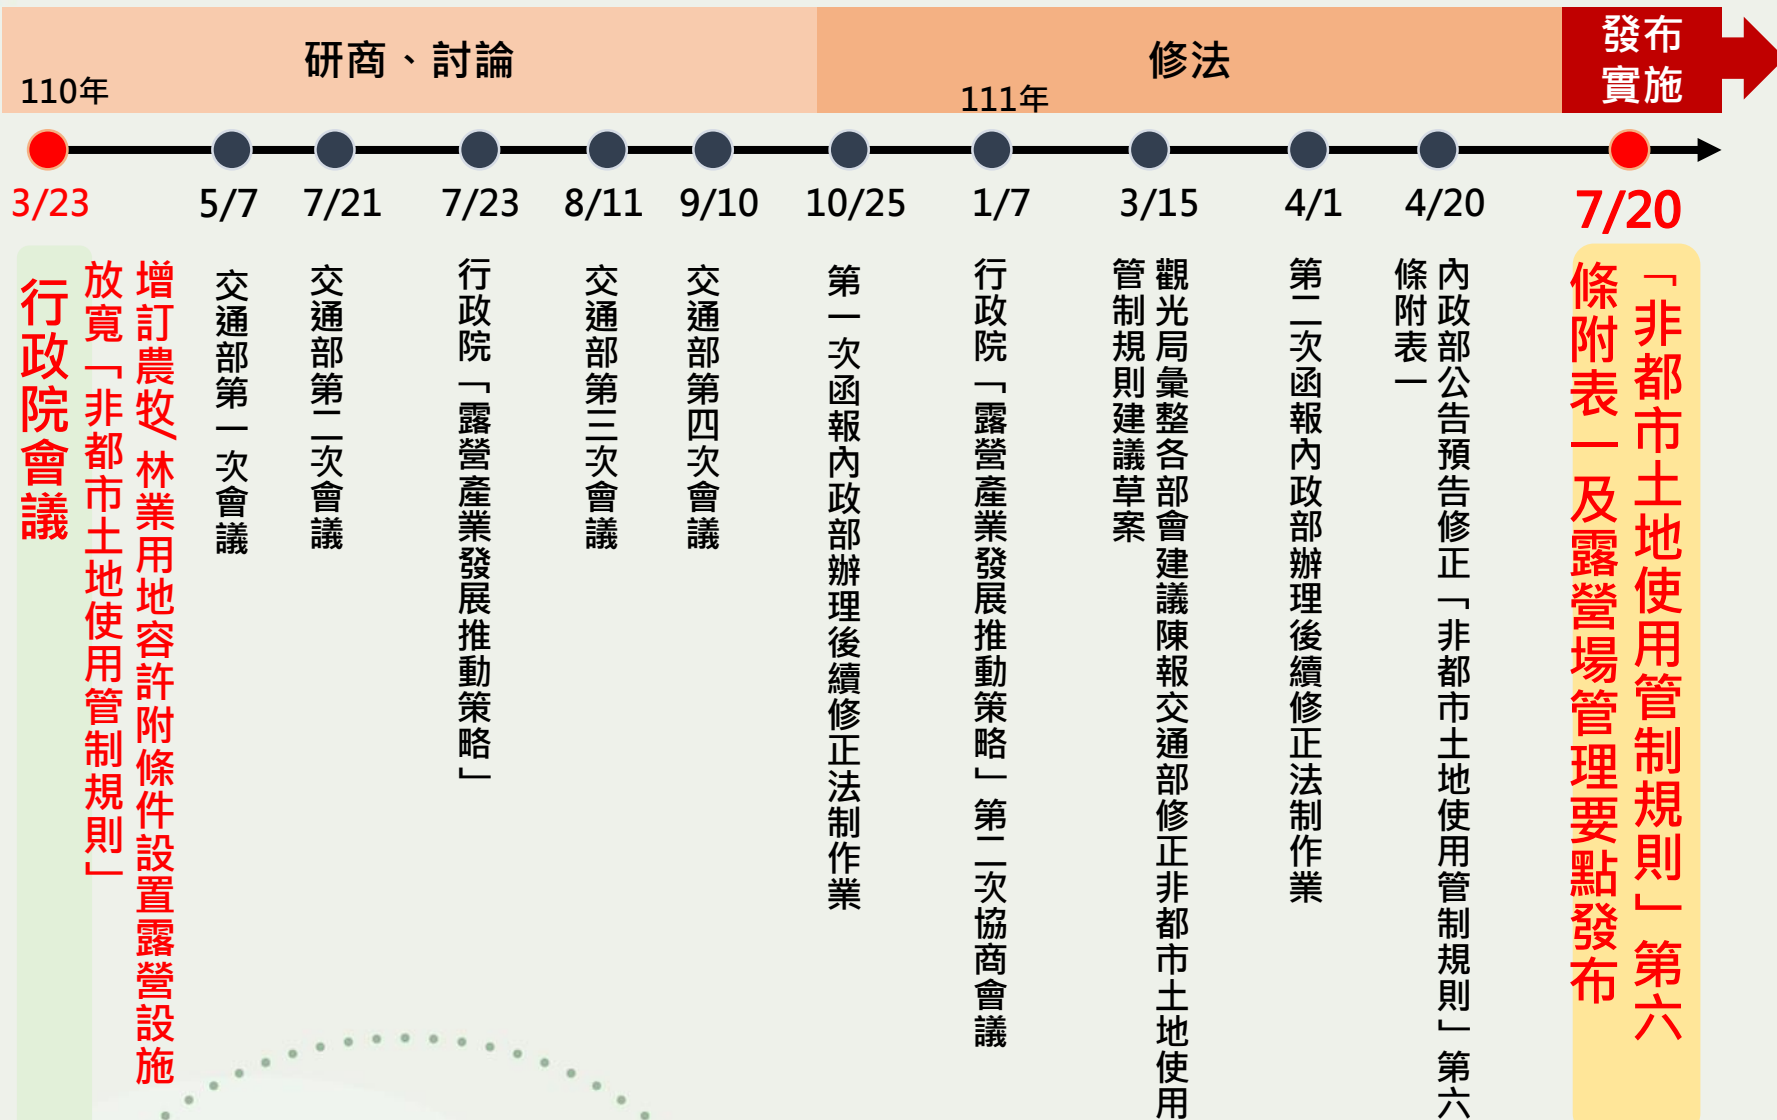 研商、討論
修法
發布
實施
110年
111年
3/23
5/7
7/21
7/23
8/11
9/10
10/25
1/7
3/15
4/1
4/20
7/20
行政院會議
增訂農牧/林業用地容許附條件設置露營設施
放寬「非都市土地使用管制規則」
交通部第一次會議
交通部第二次會議
行政院「露營產業發展推動策略」
交通部第三次會議
交通部第四次會議
第一次函報內政部辦理後續修正法制作業
行政院「露營產業發展推動策略」第二次協商會議
觀光局彙整各部會建議陳報交通部修正非都市土地使用
管制規則建議草案
第二次函報內政部辦理後續修正法制作業
內政部公告預告修正「非都市土地使用管制規則」第六
條附表一
「非都市土地使用管制規則」第六
條附表一及露營場管理要點發布